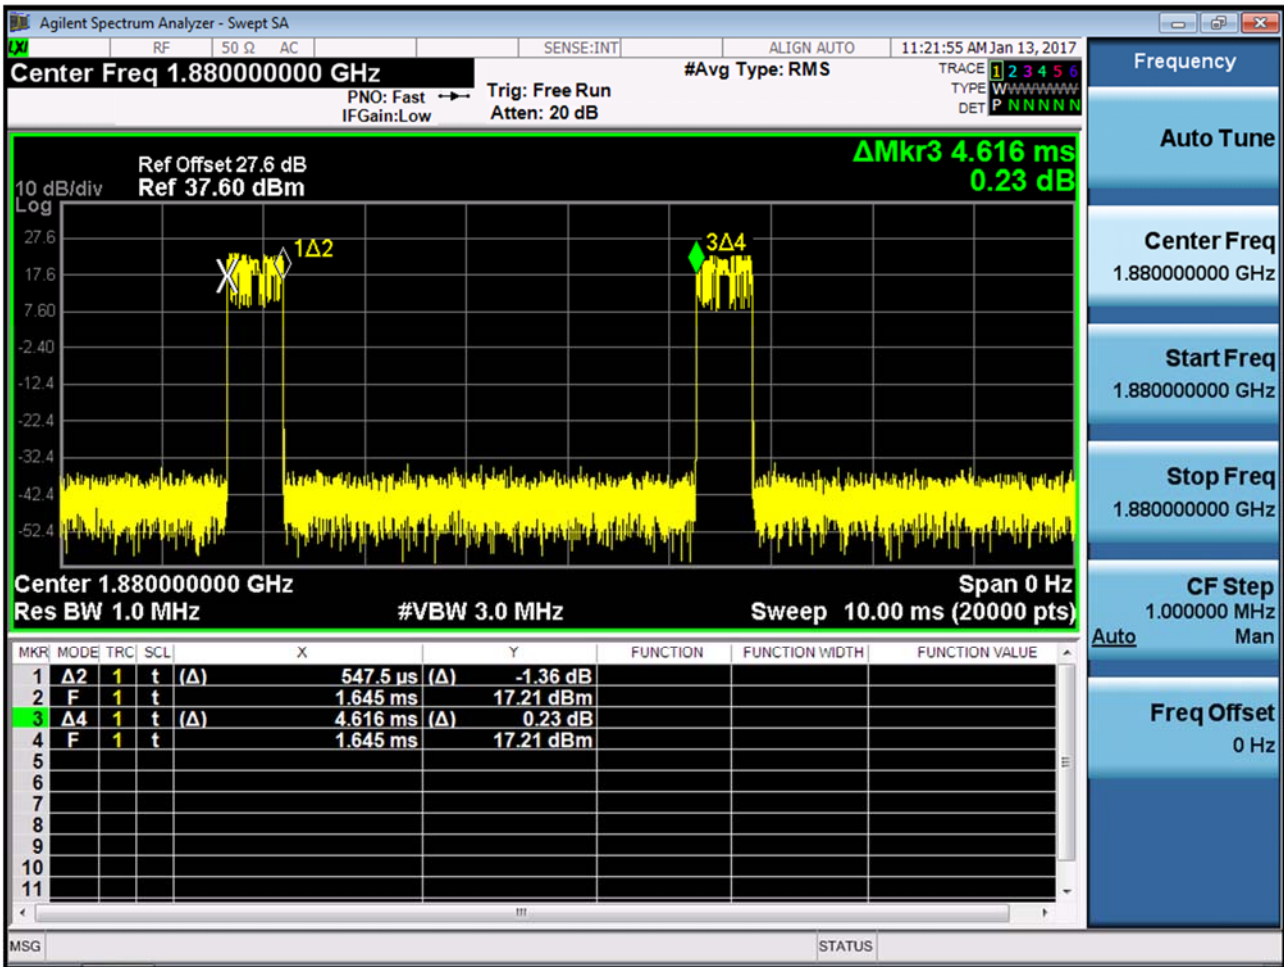 Agilent Spectrum Analyzer - Swept SA
LXI RF 50 Ω AC SENSE:INT ALIGN AUTO 11:21:55 AM Jan 13, 2017
Center Freq 1.880000000 GHz
PNO: Fast
IFGain:Low
Trig: Free Run
Atten: 20 dB
#Avg Type: RMS
TRACE 1 2 3 4 5 6
TYPE WWWWWWW
DET P N N N N N
ΔMkr3 4.616 ms
0.23 dB
Ref Offset 27.6 dB
10 dB/div Ref 37.60 dBm
Log
27.6
17.6
7.60
-2.40
-12.4
-22.4
-32.4
-42.4
-52.4
X
1Δ2
3Δ4
Center 1.880000000 GHz Span 0 Hz
Res BW 1.0 MHz #VBW 3.0 MHz Sweep 10.00 ms (20000 pts)
MKR MODE TRC SCL X Y FUNCTION FUNCTION WIDTH FUNCTION VALUE
1 Δ2 1 t (Δ) 547.5 µs (Δ) -1.36 dB
2 F 1 t 1.645 ms 17.21 dBm
3 Δ4 1 t (Δ) 4.616 ms (Δ) 0.23 dB
4 F 1 t 1.645 ms 17.21 dBm
5
6
7
8
9
10
11
MSG STATUS
Frequency
Auto Tune
Center Freq
1.880000000 GHz
Start Freq
1.880000000 GHz
Stop Freq
1.880000000 GHz
CF Step
1.000000 MHz
Auto Man
Freq Offset
0 Hz